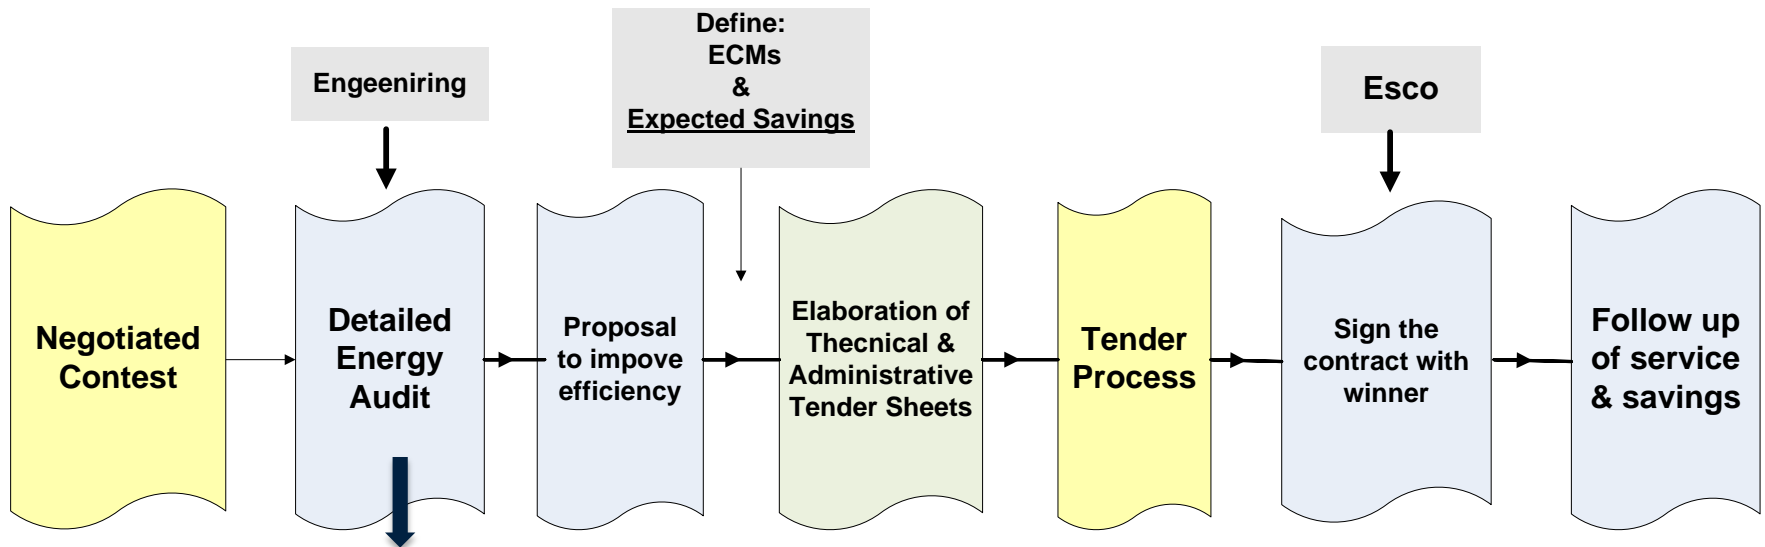 Define:
ECMs
&
Expected Savings
Engeeniring
Esco
Negotiated
Contest
Detailed
Energy
Audit
Proposal
to impove
efficiency
Elaboration of
Thecnical &
Administrative
Tender Sheets
Tender
Process
Sign the
contract with
winner
Follow up
of service
& savings